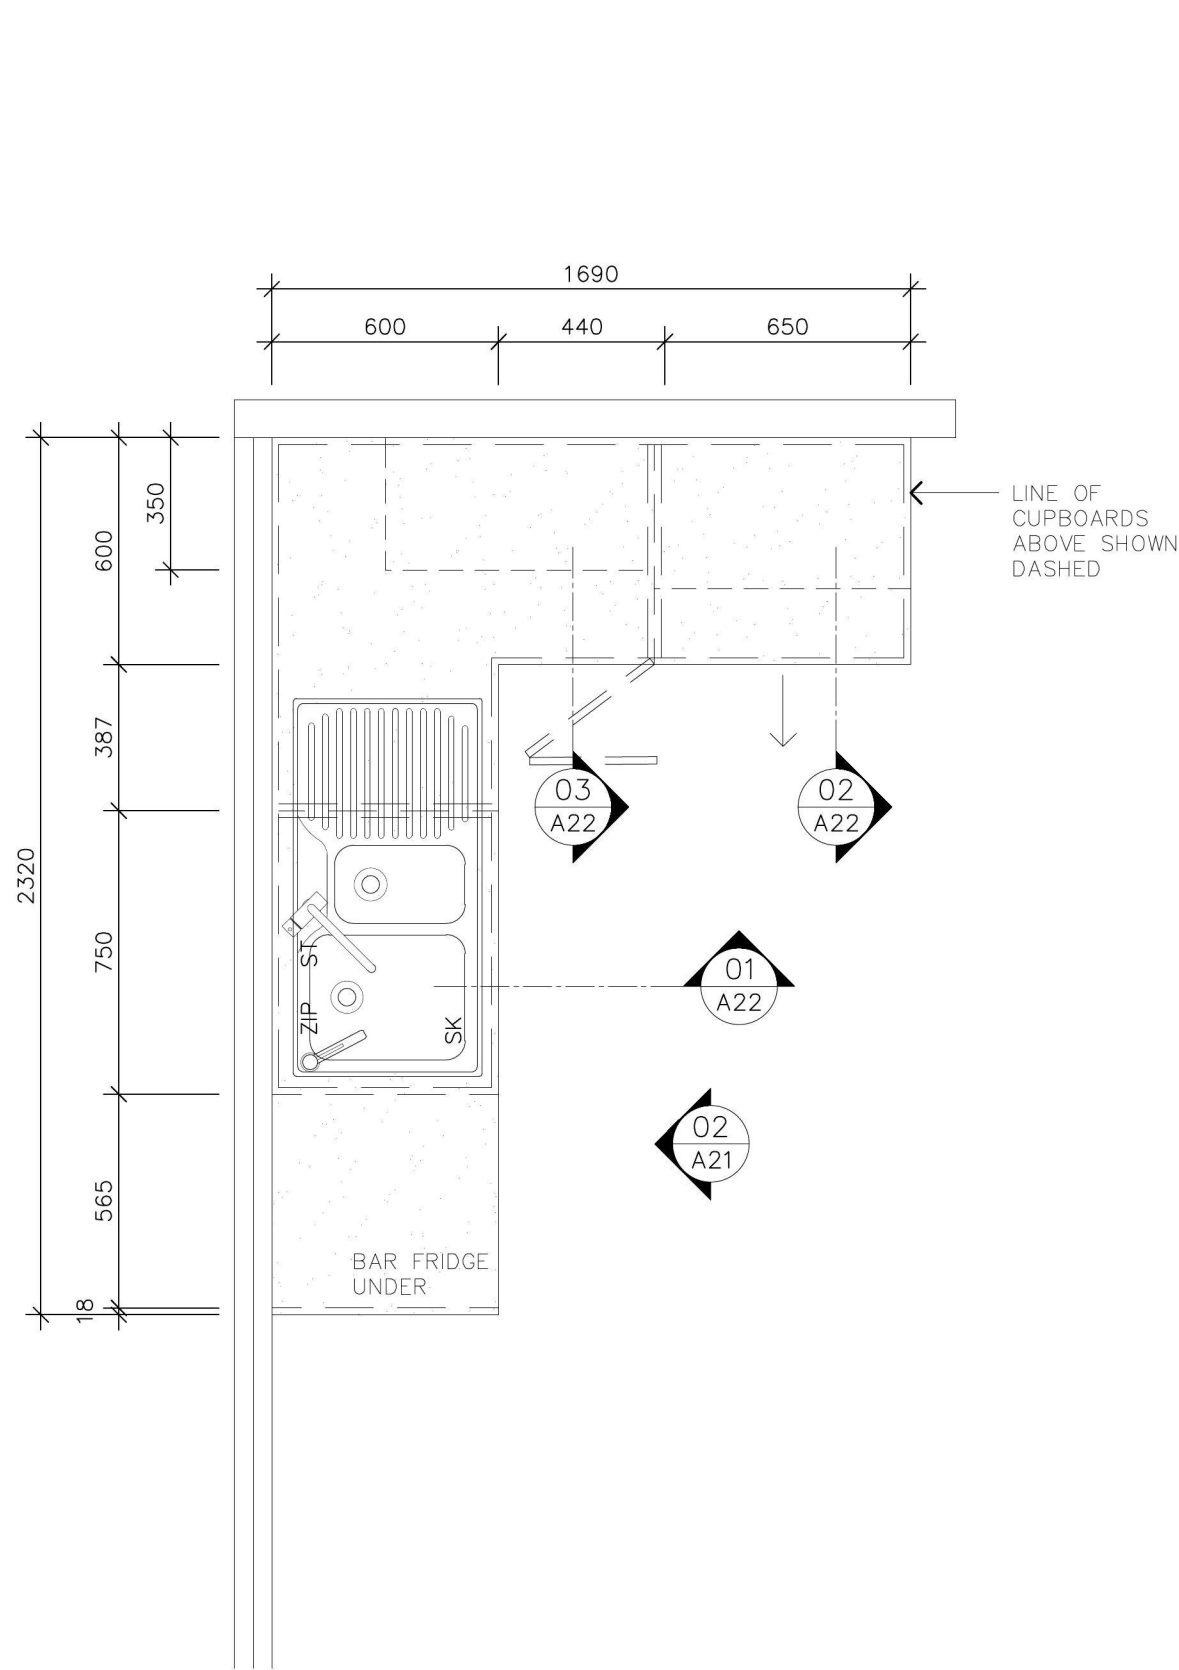 1690
600
440
650
350
600
387
2320
750
565
18
LINE OF
CUPBOARDS
ABOVE SHOWN
DASHED
03
A22
02
A22
ST
ZIP
SK
01
A22
02
A21
BAR FRIDGE
UNDER